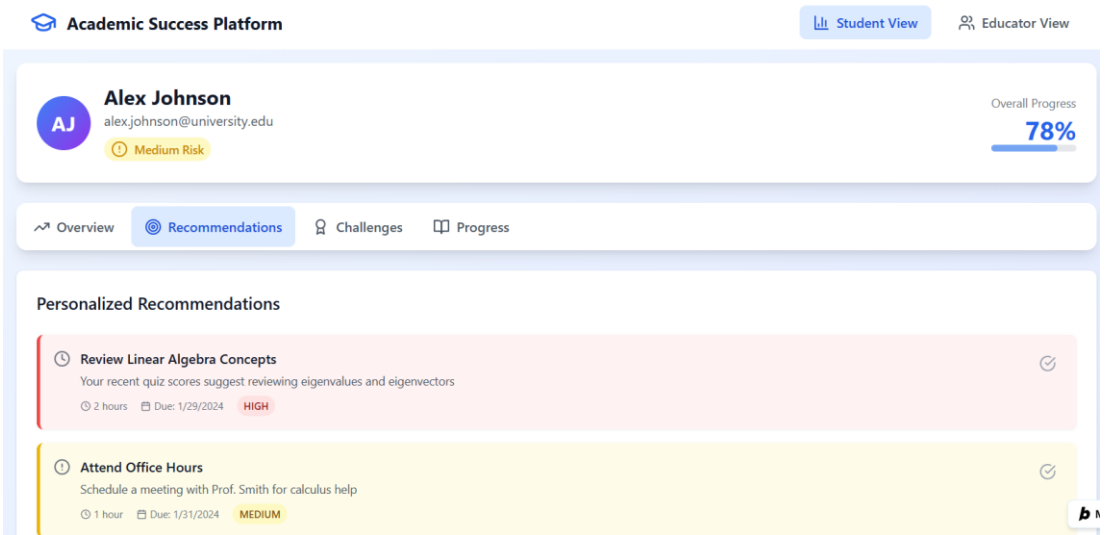 Academic Success Platform
Student View
Educator View
AJ
Alex Johnson
alex.johnson@university.edu
Medium Risk
Overall Progress
78%
Overview
Recommendations
Challenges
Progress
Personalized Recommendations
Review Linear Algebra Concepts
Your recent quiz scores suggest reviewing eigenvalues and eigenvectors
2 hours
Due: 1/29/2024
HIGH
Attend Office Hours
Schedule a meeting with Prof. Smith for calculus help
1 hour
Due: 1/31/2024
MEDIUM
b